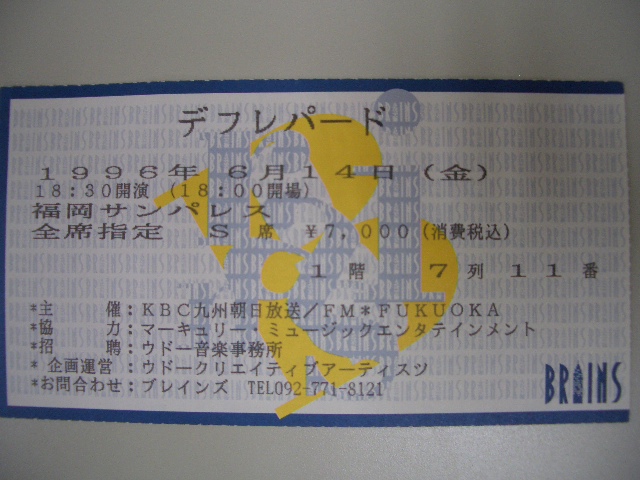 デフレパード
1996年 6月14日（金）
18:30開演 (18:00開場)
福岡サンパレス
全席指定 S 席 ¥7,000(消費税込)
1階 7列11番
*主 催：KBC九州朝日放送／FM*FUKUOKA
*協 力：マーキュリー・ミュージックエンタテインメント
*招 聘：ウドー音楽事務所
*企画運営：ウドークリエイティブアーティスツ
*お問合わせ：ブレインズ TEL092-771-8121
BRAINS